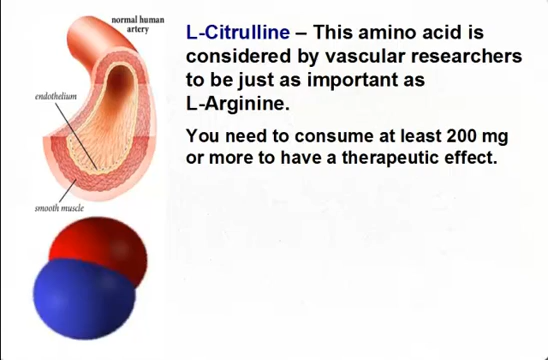 normal human
artery
endothelium
smooth muscle
L-Citrulline – This amino acid is
considered by vascular researchers
to be just as important as
L-Arginine.
You need to consume at least 200 mg
or more to have a therapeutic effect.